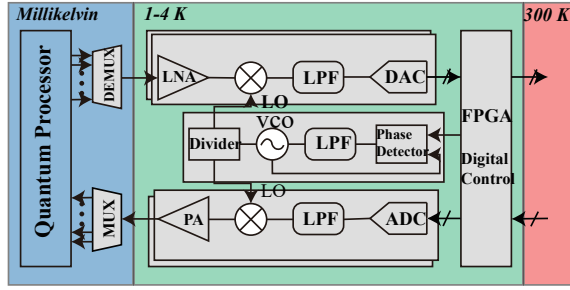 Millikelvin
1-4 K
300 K
Quantum Processor
DEMUX
LNA
LPF
DAC
LO
VCO
Divider
LPF
Phase
Detector
FPGA
Digital
Control
LO
MUX
PA
LPF
ADC